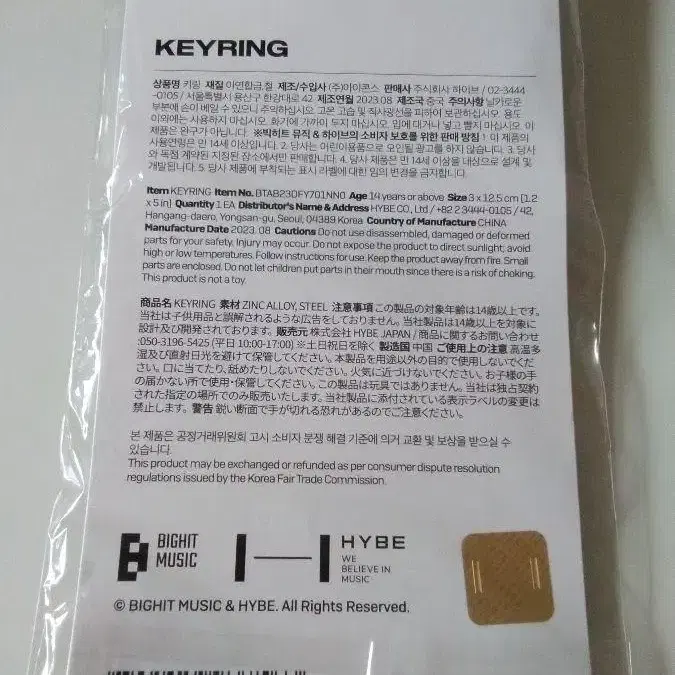 KEYRING
상품명 키링 재질 아연합금,철 제조/수입사 (주)이야콘스 판매사 주식회사 하이브 / 02-3444
-0105 / 서울특별시 용산구 한강대로 42 제조연월 2023.08 제조국 중국 주의사항 날카로운
부분에 손이 베일 수 있으니 주의하십시오. 고온 고습 및 직사광선을 피하여 보관하십시오. 용도
이외에는 사용하지 마십시오. 화기에 가까이 두지 마십시오. 입에 대거나 넣고 빨지 마십시오. 이
제품은 완구가 아닙니다. ※빅히트 뮤직 & 하이브의 소비자 보호를 위한 판매 방침 1. 이 제품의
사용연령은 만 14세 이상입니다. 2. 당사는 어린이용품으로 오인될 광고를 하지 않습니다. 3. 당사
와 독점 계약된 지정된 장소에서만 판매합니다. 4. 당사 제품은 만 14세 이상을 대상으로 설계 및
개발됩니다. 5. 당사 제품에 부착되는 표시 라벨에 대한 임의 변경을 금지합니다.
Item KEYRING Item No. BTAB230FY701NN0 Age 14 years or above Size 3 x 12.5 cm [1.2
x 5 in] Quantity 1 EA Distributor's Name & Address HYBE CO., Ltd / +82 2 3444-0105 / 42,
Hangang-daero, Yongsan-gu, Seoul, 04389 Korea Country of Manufacture CHINA
Manufacture Date 2023. 08 Cautions Do not use disassembled, damaged or deformed
parts for your safety. Injury may occur. Do not expose the product to direct sunlight; avoid
high or low temperatures. Follow instructions for use. Keep the product away from fire. Small
parts are enclosed. Do not let children put parts in their mouth since there is a risk of choking.
This product is not a toy.
商品名 KEYRING 素材 ZINC ALLOY, STEEL 注意事項 この製品の対象年齢は14歳以上です。
当社は子供用品と誤解されるような広告をしておりません。当社製品は14歳以上を対象に
設計及び開発されております。販売元 株式会社 HYBE JAPAN / 商品に関するお問い合わせ
:050-3196-5425 (平日 10:00-17:00) ※土日祝日を除く 製造国 中国 ご使用上の注意 高温多
湿及び直射日光を避けて保管してください。本製品を用途以外の目的で使用しないでくだ
さい。口に当てたり、舐めたりしないでください。火気に近づけないでください。お子様の手
の届かない所で使用・保管してください。この製品は玩具ではありません。当社は独占契約
された指定の場所でのみ販売いたします。当社製品に添付されている表示ラベルの変更は
禁止します。警告 鋭い断面で手が切れる恐れがあるのでご注意ください。
본 제품은 공정거래위원회 고시 소비자 분쟁 해결 기준에 의거 교환 및 보상을 받으실 수
있습니다.
This product may be exchanged or refunded as per consumer dispute resolution
regulations issued by the Korea Fair Trade Commission.
BIGHIT
MUSIC
HYBE
WE
BELIEVE IN
MUSIC
© BIGHIT MUSIC & HYBE. All Rights Reserved.